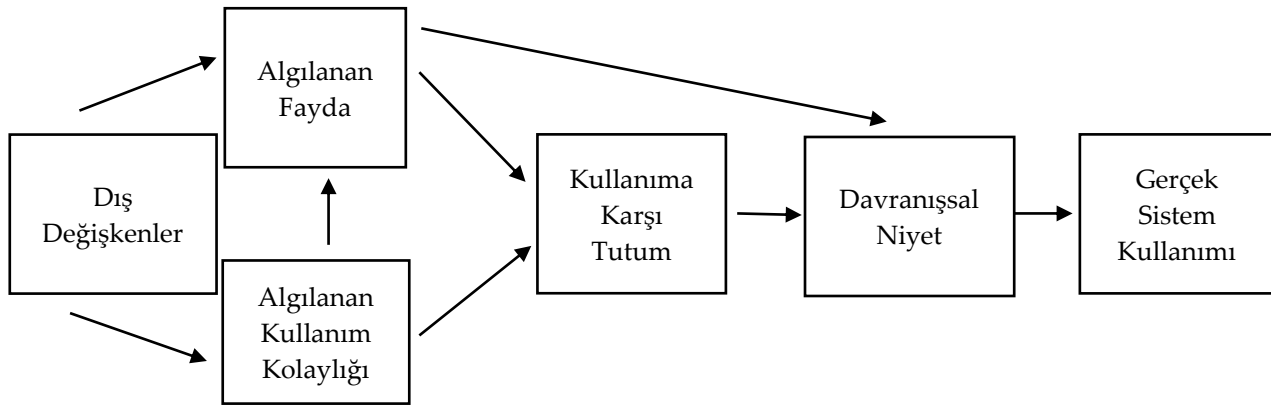 Dış
Değişkenler
Algılanan
Fayda
Algılanan
Kullanım
Kolaylığı
Kullanıma
Karşı
Tutum
Davranışsal
Niyet
Gerçek
Sistem
Kullanımı